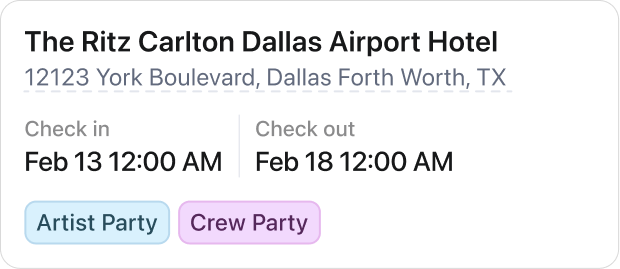 The Ritz Carlton Dallas Airport Hotel
12123 York Boulevard, Dallas Forth Worth, TX
Check in
Check out
Feb 13 12:00 AM
Feb 18 12:00 AM
Artist Party
Crew Party